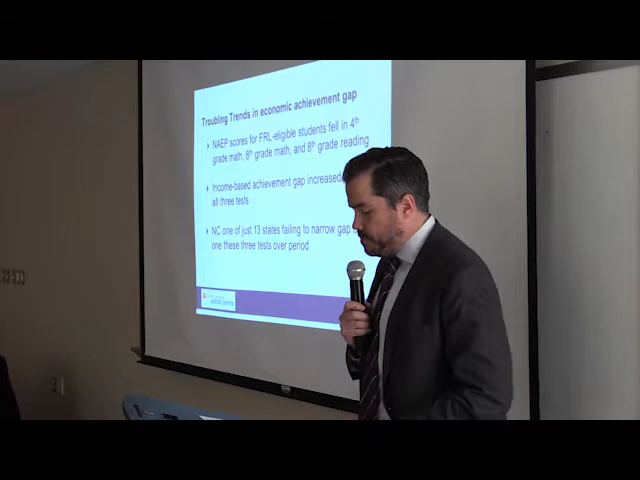 Troubling Trends in economic achievement gap
NAEP scores for FRL-eligible students fell in 4th
grade math, 8th grade math, and 8th grade reading
Income-based achievement gap increased
all three tests
NC one of just 13 states failing to narrow gap
one these three tests over period
JUSTICE CENTER